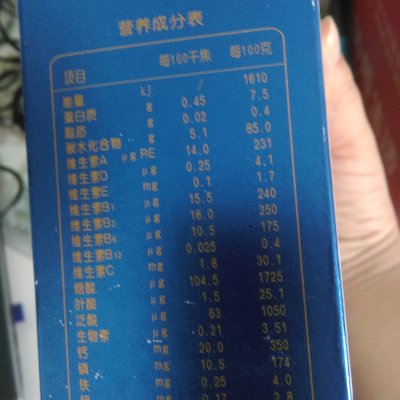 营养成分表
项目 每100千焦 每100克
能量 kJ / 1610
蛋白质 g 0.45 7.5
脂肪 g 0.02 0.4
碳水化合物 g 5.1 85.0
维生素A μg RE 14.0 231
维生素D μg 0.25 4.1
维生素E mg 0.1 1.7
维生素B₁ μg 15.5 240
维生素B₂ μg 16.0 250
维生素B₆ μg 10.5 175
维生素B₁₂ μg 0.025 0.4
维生素C mg 1.8 30.1
烟酸 μg 104.5 1725
叶酸 μg 1.5 25.1
泛酸 μg 63 1050
生物素 μg 0.21 3.51
钙 mg 20.0 350
磷 mg 10.5 174
铁 mg 0.25 4.0
锌 mg 0.17 2.8